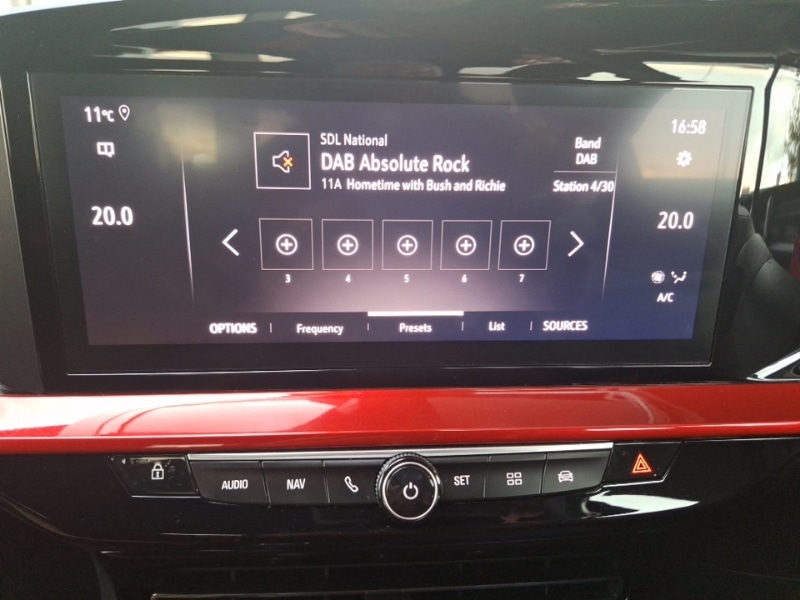 11°C
16:58
SDL National
DAB Absolute Rock
11A Hometime with Bush and Richie
Band
DAB
Station 4/30
20.0
20.0
3 4 5 6 7
A/C
OPTIONS Frequency Presets List SOURCES
AUDIO NAV SET